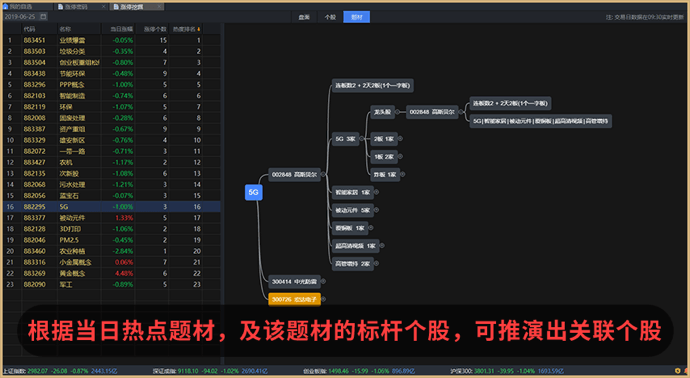 我的自选 涨停密码 涨停挖掘
2019-06-25 盘面 个股 题材 注: 交易日数据在09:30实时更新
代码 名称 当日涨幅 涨停个数 热度排名
1 883451 业绩爆雷 -0.05% 15 1
2 883503 垃圾分类 -0.35% 4 2
3 883504 创业板重组松绑 -0.80% 7 3
4 883438 节能环保 -0.48% 9 4
5 883296 PPP概念 -1.00% 5 5
6 882103 智能制造 -0.74% 6 6
7 882119 环保 -1.07% 5 7
8 882008 固废处理 -0.28% 6 8
9 883387 资产重组 -0.67% 9 9
10 883329 雄安新区 -0.76% 4 10
11 882072 一带一路 -0.71% 3 11
12 883427 农机 -1.17% 2 12
13 882235 次新股 -1.08% 6 13
14 882068 污水处理 -1.21% 3 14
15 882056 蓝宝石 -0.07% 3 15
16 882295 5G -1.00% 3 16
17 883377 被动元件 1.33% 5 17
18 882128 3D打印 -1.06% 2 18
19 882046 PM2.5 -0.45% 2 19
20 883460 农业种植 -2.84% 1 20
21 883316 小金属概念 0.06% 7 21
22 883269 黄金概念 4.48% 6 22
23 882090 军工 -0.89% 5 23
5G
002848 高斯贝尔
连板数2 + 2天2板(1个一字板)
5G 3家
龙头股
002848 高斯贝尔
连板数2 + 2天2板(1个一字板)
5G|智能家居|被动元件|覆铜板|超高清视频|高管增持
2板 1家
1板 2家
炸板 1家
智能家居 1家
被动元件 5家
覆铜板 1家
超高清视频 1家
高管增持 2家
300414 中光防雷
300726 宏达电子
根据当日热点题材，及该题材的标杆个股，可推演出关联个股
上证指数: 2982.07 -26.08 -0.87% 2443.15亿 深证成指: 9118.10 -94.02 -1.02% 2690.41亿 创业板指: 1498.46 -15.99 -1.06% 896.89亿 沪深300: 3801.31 -39.95 -1.04% 1693.59亿